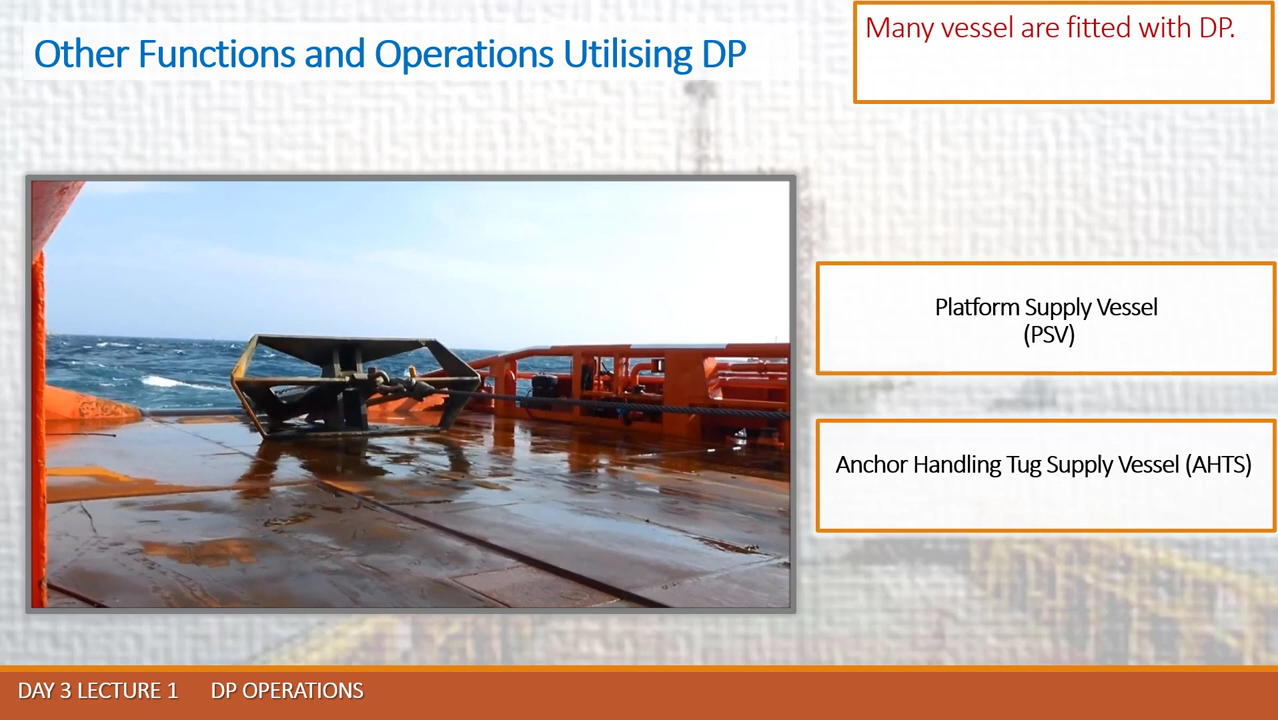 Other Functions and Operations Utilising DP
Many vessel are fitted with DP.
Platform Supply Vessel
(PSV)
Anchor Handling Tug Supply Vessel (AHTS)
DAY 3 LECTURE 1 DP OPERATIONS